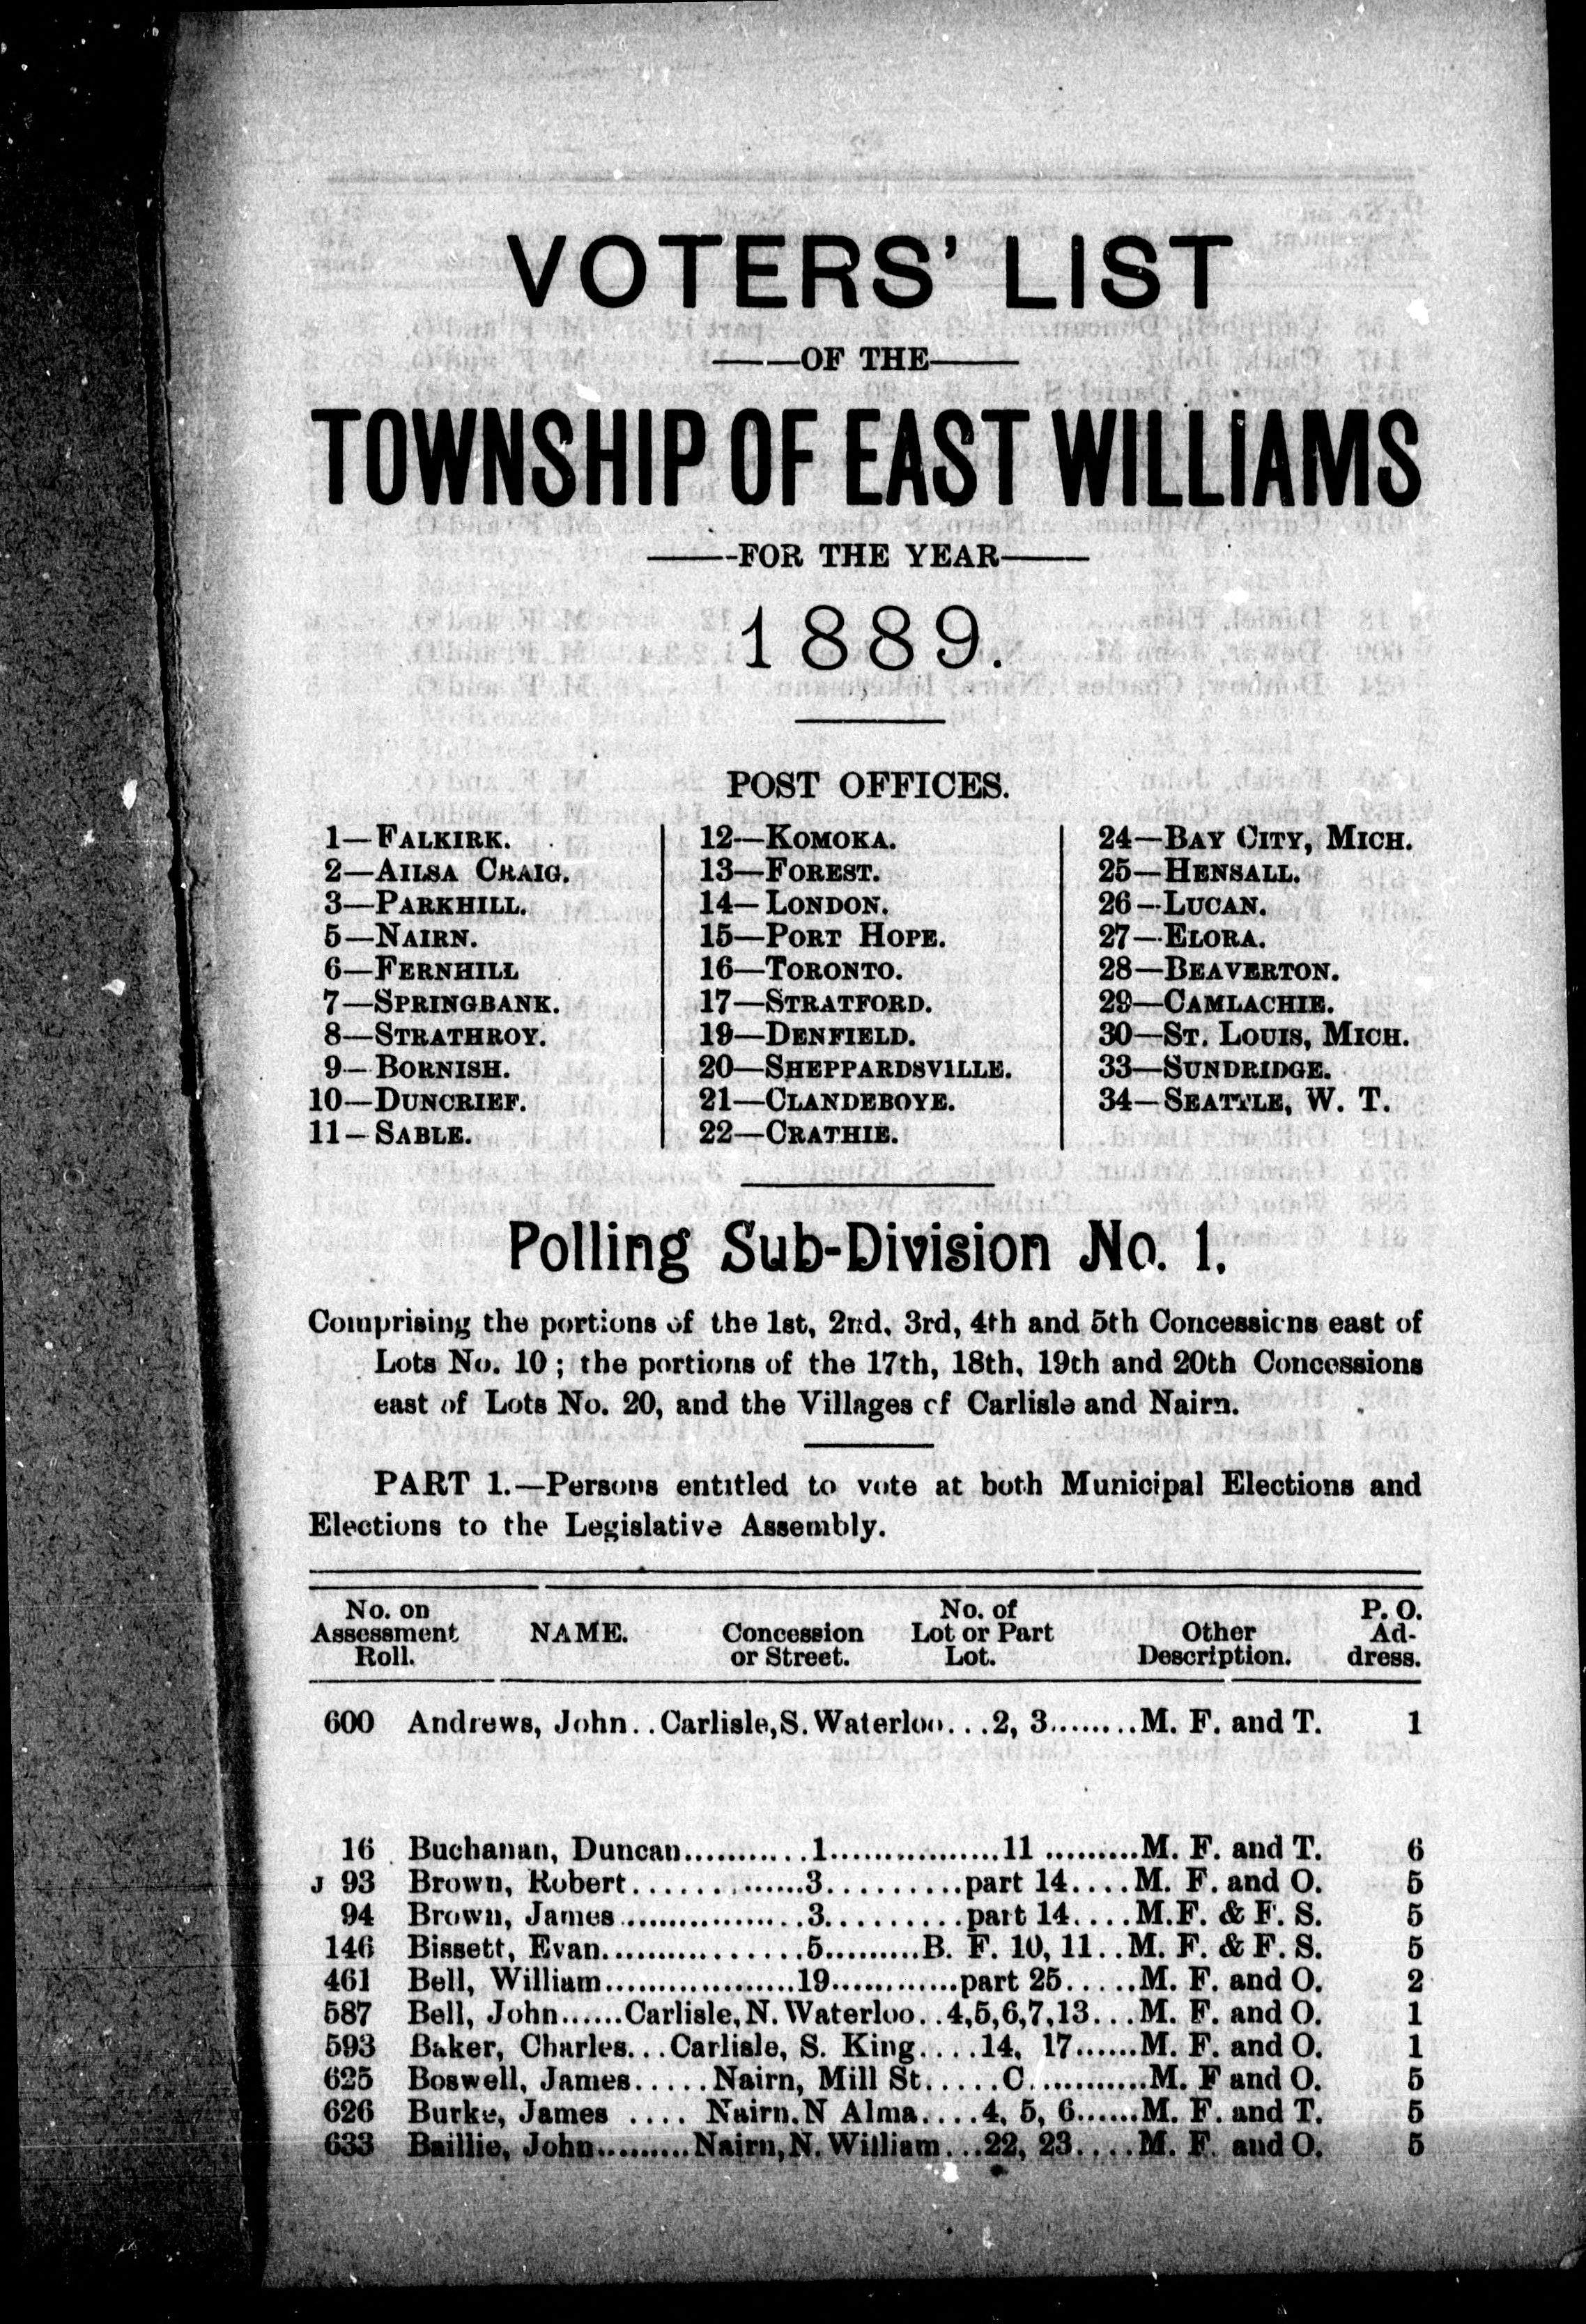 VOTERS' LIST
——OF THE——
TOWNSHIP OF EAST WILLIAMS
——FOR THE YEAR——
1889.
POST OFFICES.
1—FALKIRK.
2—AILSA CRAIG.
3—PARKHILL.
5—NAIRN.
6—FERNHILL
7—SPRINGBANK.
8—STRATHROY.
9—BORNISH.
10—DUNCRIEF.
11—SABLE.
12—KOMOKA.
13—FOREST.
14—LONDON.
15—PORT HOPE.
16—TORONTO.
17—STRATFORD.
19—DENFIELD.
20—SHEPPARDSVILLE.
21—CLANDEBOYE.
22—CRATHIE.
24—BAY CITY, MICH.
25—HENSALL.
26—LUCAN.
27—ELORA.
28—BEAVERTON.
29—CAMLACHIE.
30—ST. LOUIS, MICH.
33—SUNDRIDGE.
34—SEATTLE, W. T.
Polling Sub-Division No. 1.
Comprising the portions of the 1st, 2nd, 3rd, 4th and 5th Concessions east of
Lots No. 10; the portions of the 17th, 18th, 19th and 20th Concessions
east of Lots No. 20, and the Villages of Carlisle and Nairn.
PART 1.—Persons entitled to vote at both Municipal Elections and
Elections to the Legislative Assembly.
No. on Assessment Roll. NAME. Concession or Street. No. of Lot or Part Lot. Other Description. P. O. Address.
600 Andrews, John..Carlisle,S. Waterloo...2, 3........M. F. and T. 1
16 Buchanan, Duncan............1................11.........M. F. and T. 6
J 93 Brown, Robert.............3..........part 14....M. F. and O. 5
94 Brown, James.................3..........part 14....M.F. & F. S. 5
146 Bissett, Evan................5.........B. F. 10, 11..M. F. & F. S. 5
461 Bell, William...................19............part 25.....M. F. and O. 2
587 Bell, John......Carlisle,N. Waterloo..4,5,6,7,13...M. F. and O. 1
593 Baker, Charles...Carlisle, S. King....14, 17......M. F. and O. 1
625 Boswell, James.....Nairn, Mill St.....C............M. F and O. 5
626 Burke, James .... Nairn,N Alma....4, 5, 6......M. F. and T. 5
633 Baillie, John.........Nairn,N. William...22, 23....M. F. and O. 5